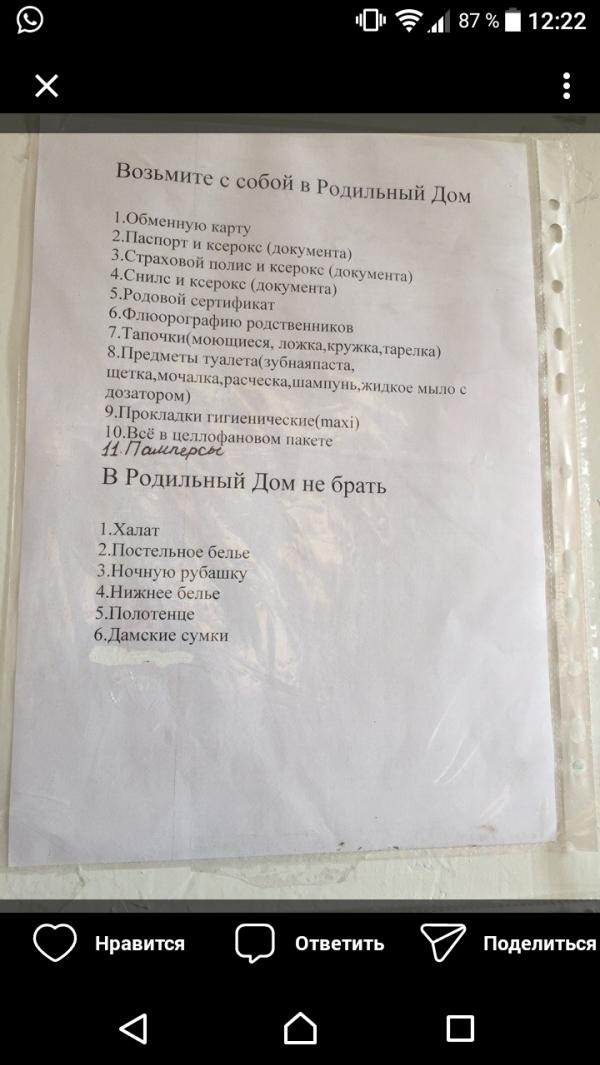 87 % 12:22
Возьмите с собой в Родильный Дом
1.Обменную карту
2.Паспорт и ксерокс (документа)
3.Страховой полис и ксерокс (документа)
4.Снилс и ксерокс (документа)
5.Родовой сертификат
6.Флюорографию родственников
7.Тапочки(моющиеся, ложка,кружка,тарелка)
8.Предметы туалета(зубнаяпаста,
щетка,мочалка,расческа,шампунь,жидкое мыло с
дозатором)
9.Прокладки гигиенические(maxi)
10.Всё в целлофановом пакете
11. Памперсы
В Родильный Дом не брать
1.Халат
2.Постельное белье
3.Ночную рубашку
4.Нижнее белье
5.Полотенце
6.Дамские сумки
Нравится Ответить Поделиться